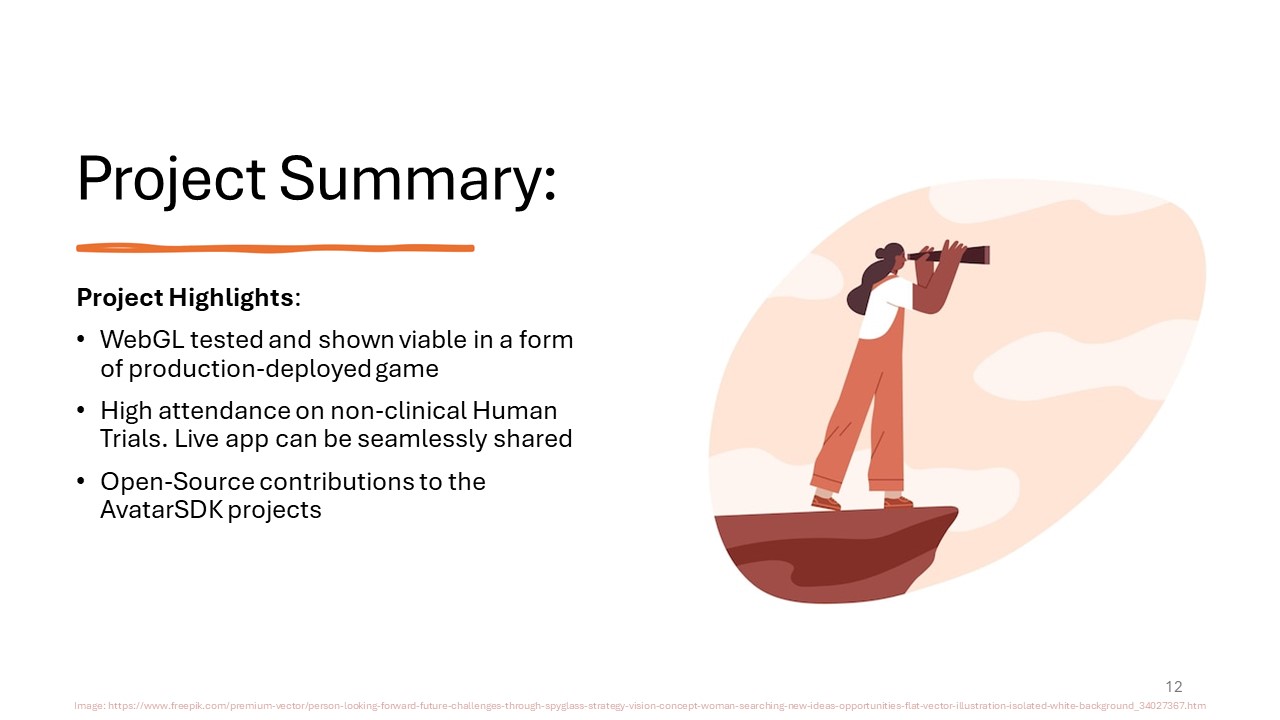 Project Summary:
Project Highlights:
• WebGL tested and shown viable in a form
of production-deployed game
• High attendance on non-clinical Human
Trials. Live app can be seamlessly shared
• Open-Source contributions to the
AvatarSDK projects
12
Image: https://www.freepik.com/premium-vector/person-looking-forward-future-challenges-through-spyglass-strategy-vision-concept-woman-searching-new-ideas-opportunities-flat-vector-illustration-isolated-white-background_34027367.htm